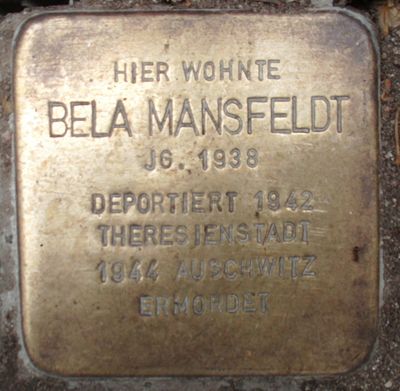 HIER WOHNTE
BELA MANSFELDT
JG. 1938
DEPORTIERT 1942
THERESIENSTADT
1944 AUSCHWITZ
ERMORDET